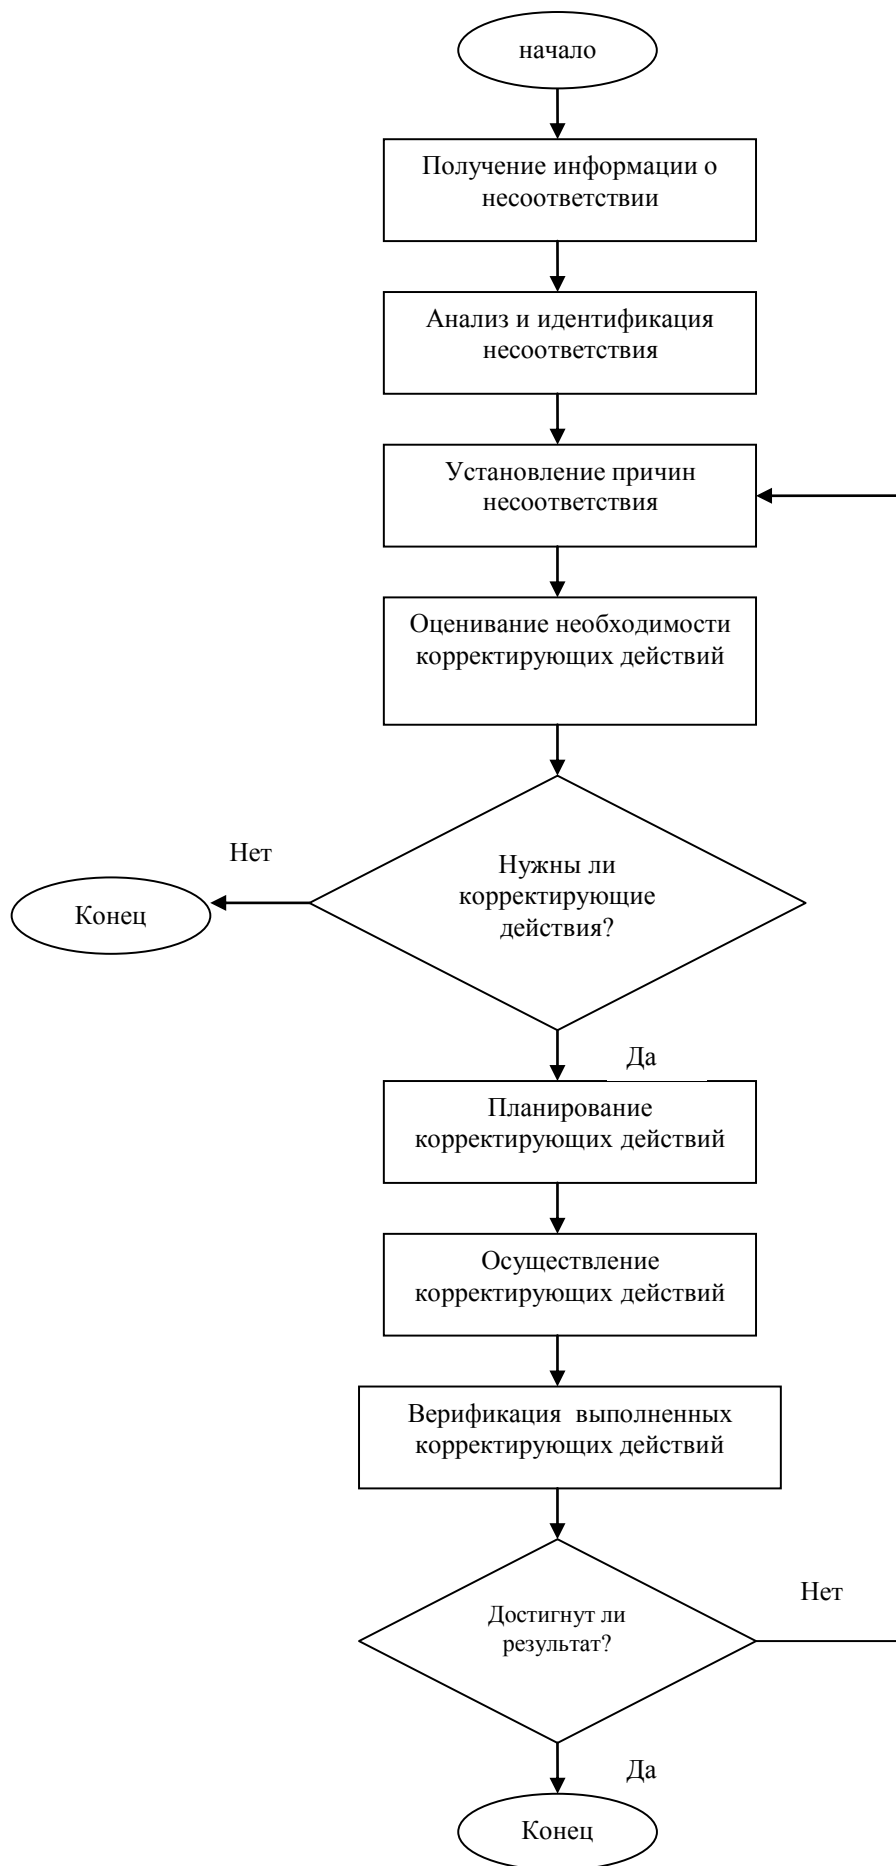 начало
Получение информации о
несоответствии
Анализ и идентификация
несоответствия
Установление причин
несоответствия
Оценивание необходимости
корректирующих действий
Нет
Нужны ли
корректирующие
действия?
Конец
Да
Планирование
корректирующих действий
Осуществление
корректирующих действий
Верификация выполненных
корректирующих действий
Нет
Достигнут ли
результат?
Да
Конец